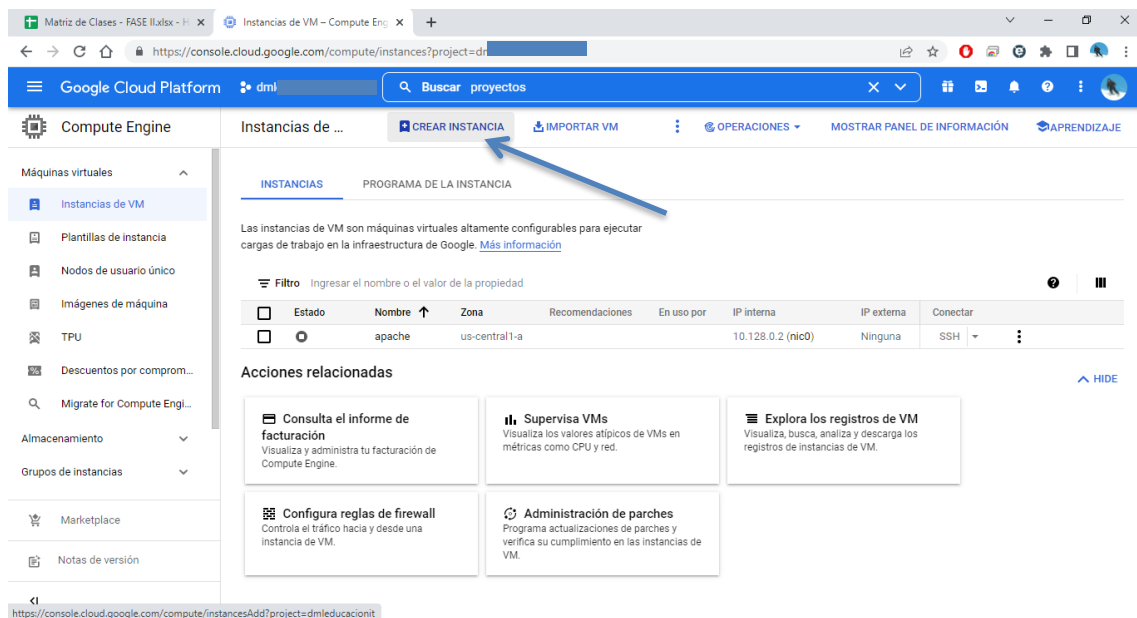 Matriz de Clases - FASE II.xlsx - H
Instancias de VM – Compute Eng
https://console.cloud.google.com/compute/instances?project=dr
Google Cloud Platform
dml
Buscar proyectos
Compute Engine
Instancias de ...
CREAR INSTANCIA
IMPORTAR VM
OPERACIONES
MOSTRAR PANEL DE INFORMACIÓN
APRENDIZAJE
Máquinas virtuales
Instancias de VM
Plantillas de instancia
Nodos de usuario único
Imágenes de máquina
TPU
Descuentos por comprom...
Migrate for Compute Engi...
Almacenamiento
Grupos de instancias
Marketplace
Notas de versión
INSTANCIAS
PROGRAMA DE LA INSTANCIA
Las instancias de VM son máquinas virtuales altamente configurables para ejecutar
cargas de trabajo en la infraestructura de Google. Más información
Filtro Ingresar el nombre o el valor de la propiedad
Estado Nombre Zona Recomendaciones En uso por IP interna IP externa Conectar
apache us-central1-a 10.128.0.2 (nic0) Ninguna SSH
Acciones relacionadas
HIDE
Consulta el informe de
facturación
Visualiza y administra tu facturación de
Compute Engine.
Supervisa VMs
Visualiza los valores atípicos de VMs en
métricas como CPU y red.
Explora los registros de VM
Visualiza, busca, analiza y descarga los
registros de instancias de VM.
Configura reglas de firewall
Controla el tráfico hacia y desde una
instancia de VM.
Administración de parches
Programa actualizaciones de parches y
verifica su cumplimiento en las instancias de
VM.
https://console.cloud.google.com/compute/instancesAdd?project=dmleducacionit